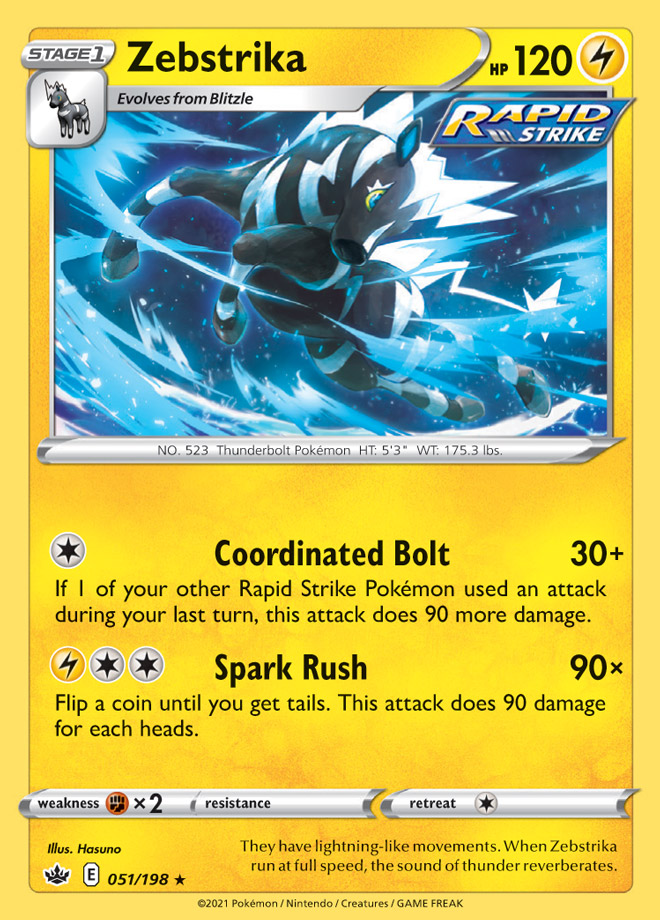 STAGE1 Zebstrika HP 120
Evolves from Blitzle
RAPID
STRIKE
NO. 523 Thunderbolt Pokémon HT: 5'3" WT: 175.3 lbs.
Coordinated Bolt 30+
If 1 of your other Rapid Strike Pokémon used an attack
during your last turn, this attack does 90 more damage.
Spark Rush 90×
Flip a coin until you get tails. This attack does 90 damage
for each heads.
weakness ×2 resistance retreat
Illus. Hasuno
They have lightning-like movements. When Zebstrika
run at full speed, the sound of thunder reverberates.
E 051/198 ★
©2021 Pokémon / Nintendo / Creatures / GAME FREAK